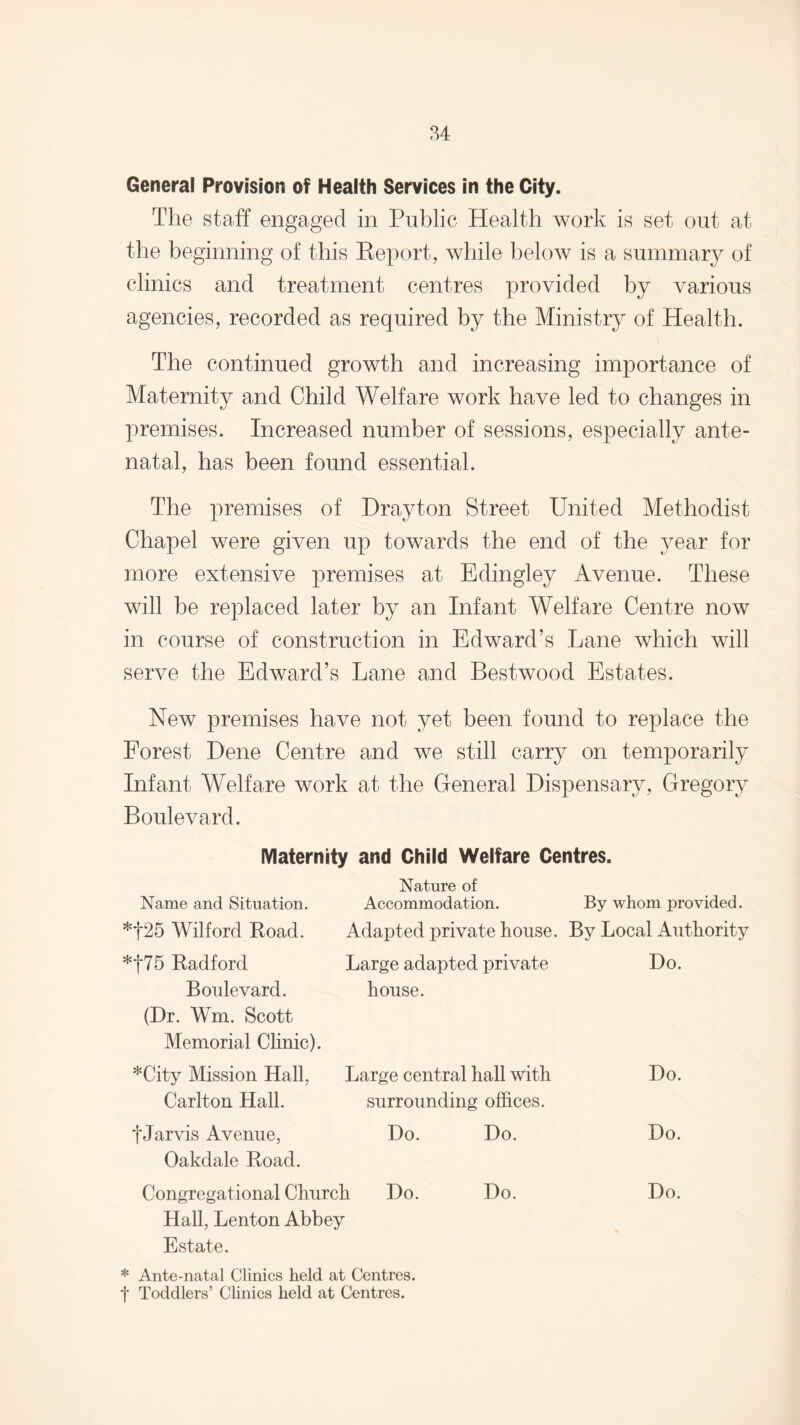 34
General Provision of Health Services in the City.
The staff engaged in Public Health work is set out at
the beginning of this Report, while below is a summary of
clinics and treatment centres provided by various
agencies, recorded as required by the Ministry of Health.
The continued growth and increasing importance of
Maternity and Child Welfare work have led to changes in
premises. Increased number of sessions, especially ante-
natal, has been found essential.
The premises of Drayton Street United Methodist
Chapel were given up towards the end of the year for
more extensive premises at Edingley Avenue. These
will be replaced later by an Infant Welfare Centre now
in course of construction in Edward's Lane which will
serve the Edward's Lane and Bestwood Estates.
New premises have not yet been found to replace the
Forest Dene Centre and we still carry on temporarily
Infant Welfare work at the General Dispensary, Gregory
Boulevard.
Maternity and Child Welfare Centres.
Nature of
Name and Situation. Accommodation. By whom provided.
*†25 Wilford Road. Adapted private house. By Local Authority
*†75 Radford Large adapted private Do.
Boulevard. house.
(Dr. Wm. Scott
Memorial Clinic).
*City Mission Hall, Large central hall with Do.
Carlton Hall. surrounding offices.
†Jarvis Avenue, Do. Do. Do.
Oakdale Road.
Congregational Church Do. Do. Do.
Hall, Lenton Abbey
Estate.
* Ante-natal Clinics held at Centres.
† Toddlers' Clinics held at Centres.